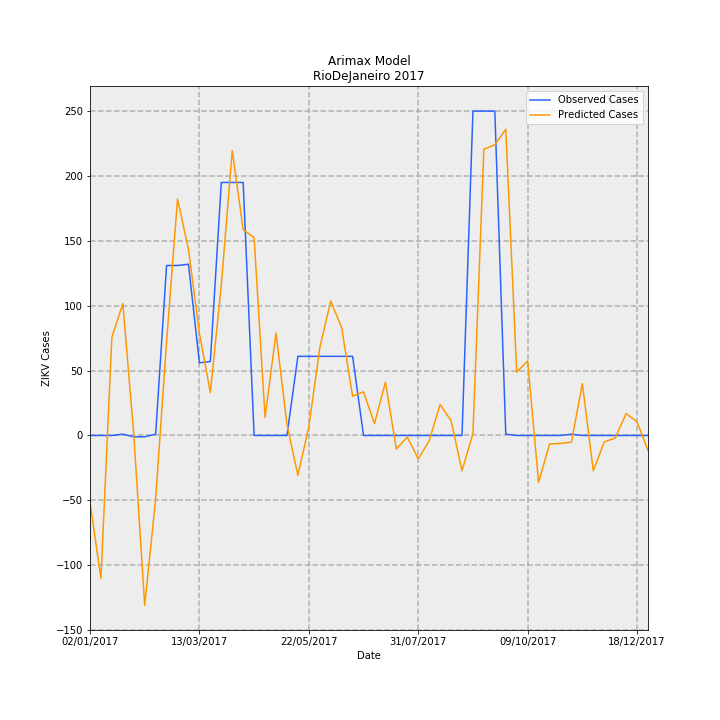 Arimax Model
RioDeJaneiro 2017
Observed Cases
Predicted Cases
250
200
150
100
50
0
−50
−100
−150
ZIKV Cases
02/01/2017 13/03/2017 22/05/2017 31/07/2017 09/10/2017 18/12/2017
Date